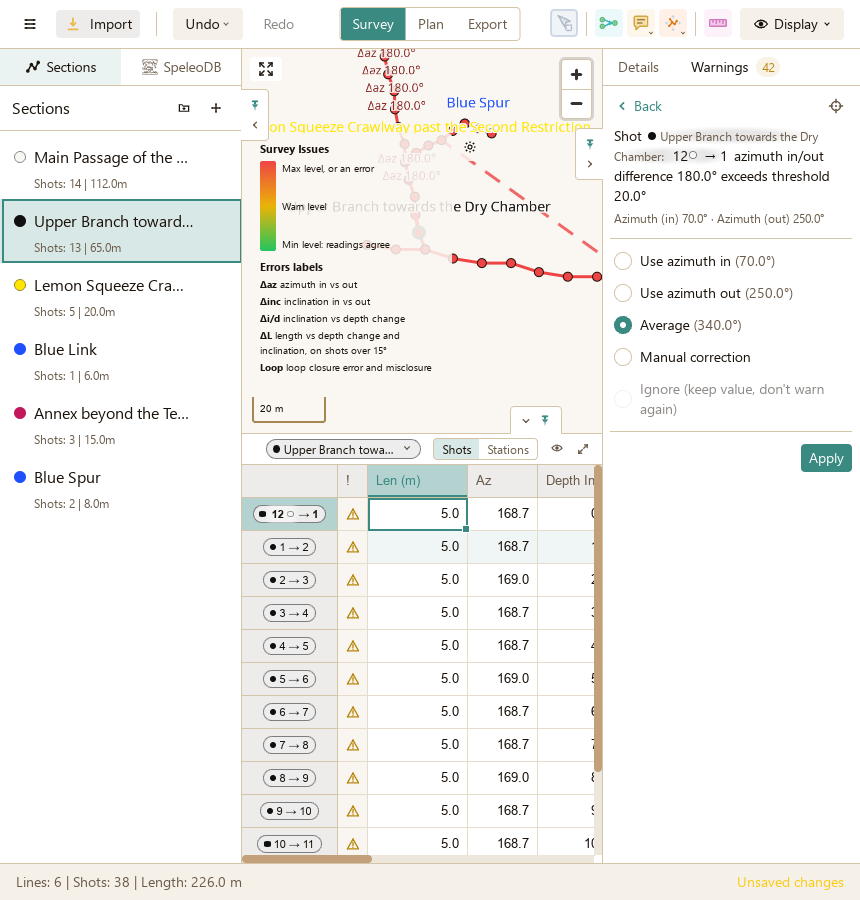 Import
Undo
Redo
Survey
Plan
Export
Display
Sections
SpeleoDB
Sections
Main Passage of the ...
Shots: 14 | 112.0m
Upper Branch toward...
Shots: 13 | 65.0m
Lemon Squeeze Cra...
Shots: 5 | 20.0m
Blue Link
Shots: 1 | 6.0m
Annex beyond the Te...
Shots: 3 | 15.0m
Blue Spur
Shots: 2 | 8.0m
Δaz 180.0°
Δaz 180.0°
Δaz 180.0°
Δaz 180.0°
Blue Spur
on Squeeze Crawlway past the Second Restriction
Δaz 180.0°
Δaz 180.0°
Upper Branch towards the Dry Chamber
Survey Issues
Max level, or an error
Warn level
Min level: readings agree
Errors labels
Δaz azimuth in vs out
Δinc inclination in vs out
Δi/d inclination vs depth change
ΔL length vs depth change and
inclination, on shots over 15°
Loop loop closure error and misclosure
20 m
Upper Branch towa...
Shots
Stations
! Len (m) Az Depth In
12 → 1 5.0 168.7
1 → 2 5.0 168.7
2 → 3 5.0 169.0
3 → 4 5.0 168.7
4 → 5 5.0 168.7
5 → 6 5.0 169.0
6 → 7 5.0 168.7
7 → 8 5.0 168.7
8 → 9 5.0 169.0
9 → 10 5.0 168.7
10 → 11 5.0 168.7 10
Details
Warnings 42
Back
Shot Upper Branch towards the Dry
Chamber: 12 → 1 azimuth in/out
difference 180.0° exceeds threshold
20.0°
Azimuth (in) 70.0° · Azimuth (out) 250.0°
Use azimuth in (70.0°)
Use azimuth out (250.0°)
Average (340.0°)
Manual correction
Ignore (keep value, don't warn
again)
Apply
Lines: 6 | Shots: 38 | Length: 226.0 m
Unsaved changes